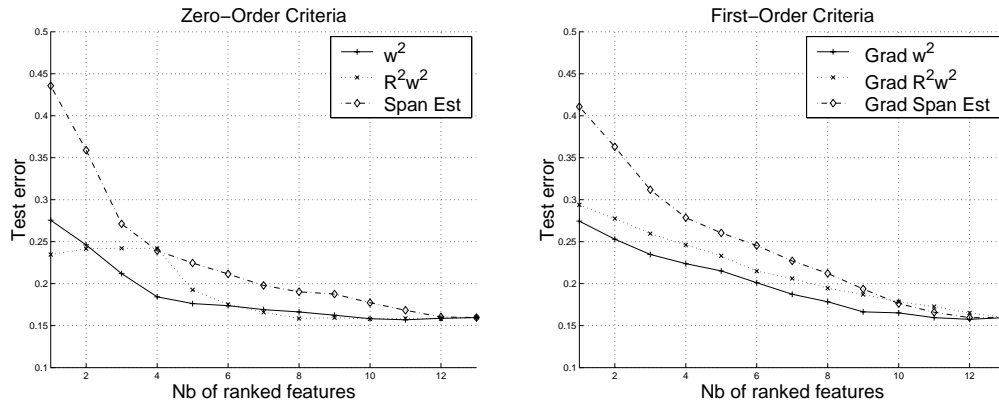 Zero−Order Criteria
0.5
0.45
0.4
0.35
0.3
0.25
0.2
0.15
0.1
Test error
w²
R²w²
Span Est
2 4 6 8 10 12
Nb of ranked features
First−Order Criteria
0.5
0.45
0.4
0.35
0.3
0.25
0.2
0.15
0.1
Test error
Grad w²
Grad R²w²
Grad Span Est
2 4 6 8 10 12
Nb of ranked features